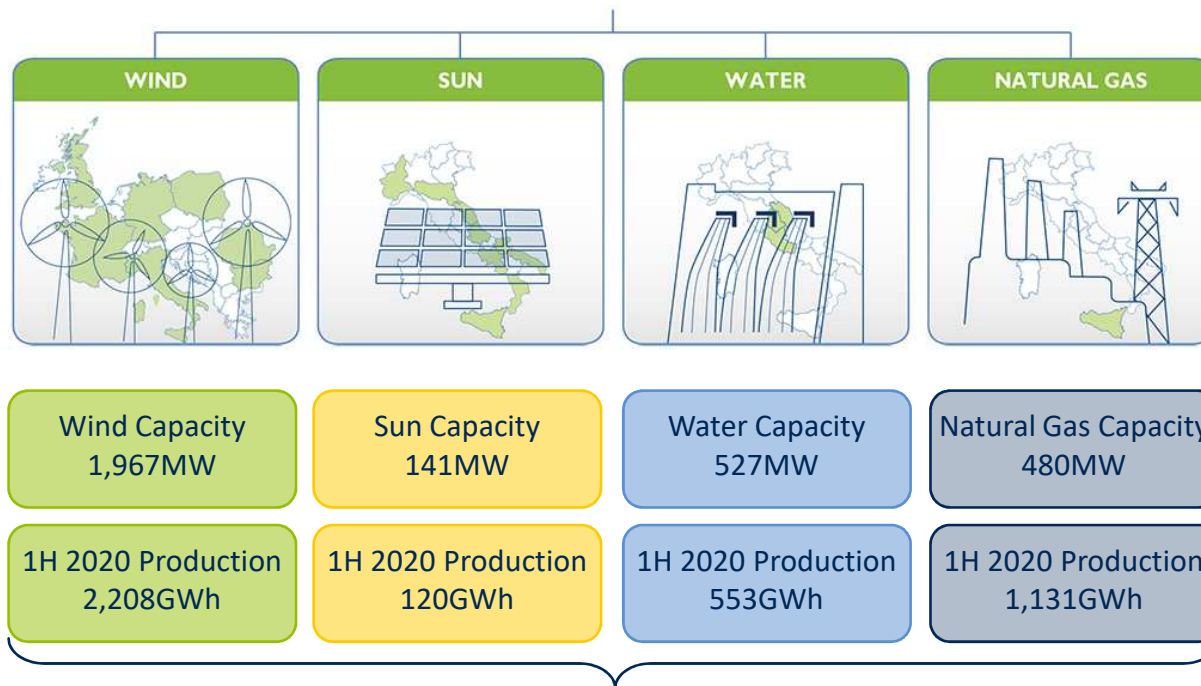 WIND
SUN
WATER
NATURAL GAS
Wind Capacity
1,967MW
Sun Capacity
141MW
Water Capacity
527MW
Natural Gas Capacity
480MW
1H 2020 Production
2,208GWh
1H 2020 Production
120GWh
1H 2020 Production
553GWh
1H 2020 Production
1,131GWh